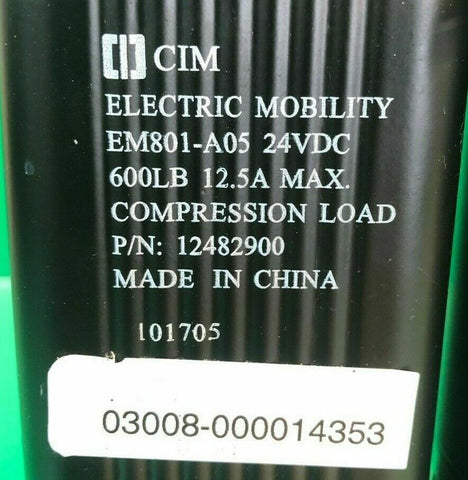 CIM
ELECTRIC MOBILITY
EM801-A05 24VDC
600LB 12.5A MAX.
COMPRESSION LOAD
P/N: 12482900
MADE IN CHINA
101705
03008-000014353